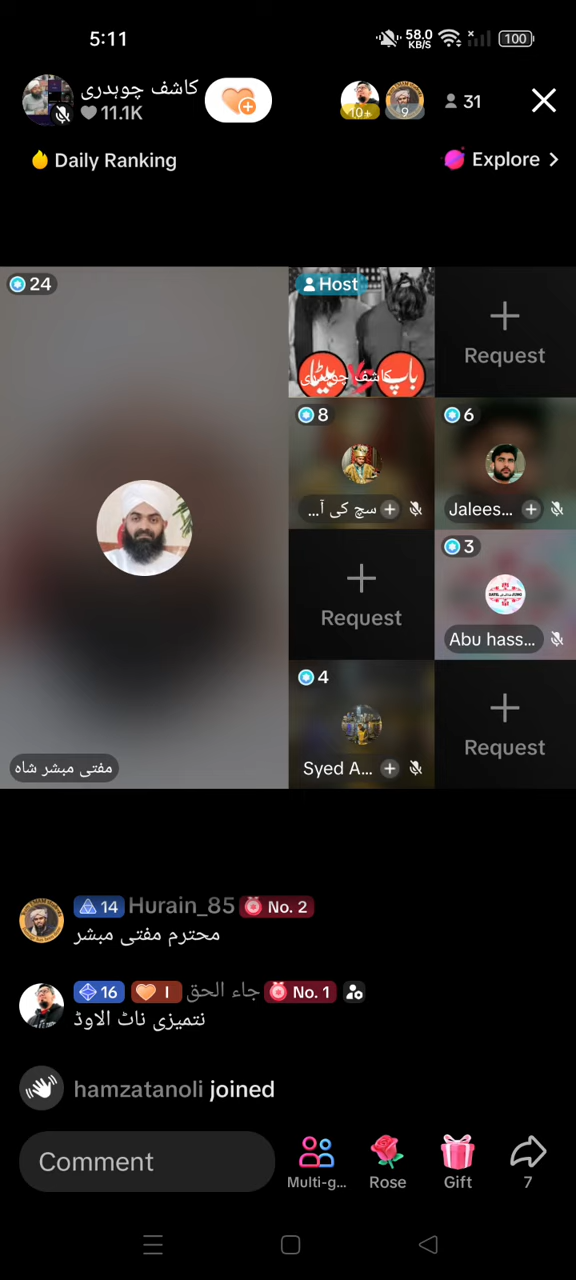 5:11
58.0
KB/S
100
کاشف چوہدری
11.1K
10+
9
31
Daily Ranking
Explore
24
Host
بیٹا
باپ
کاشف چوہدری
Request
8
سچ کی آ...
6
Jalees...
Request
3
Abu hass...
4
Syed A...
Request
مفتی مبشر شاہ
14 Hurain_85 No. 2
محترم مفتی مبشر
16 I جاء الحق No. 1
نتمیزی ناٹ الاوڈ
hamzatanoli joined
Comment
Multi-g...
Rose
Gift
7